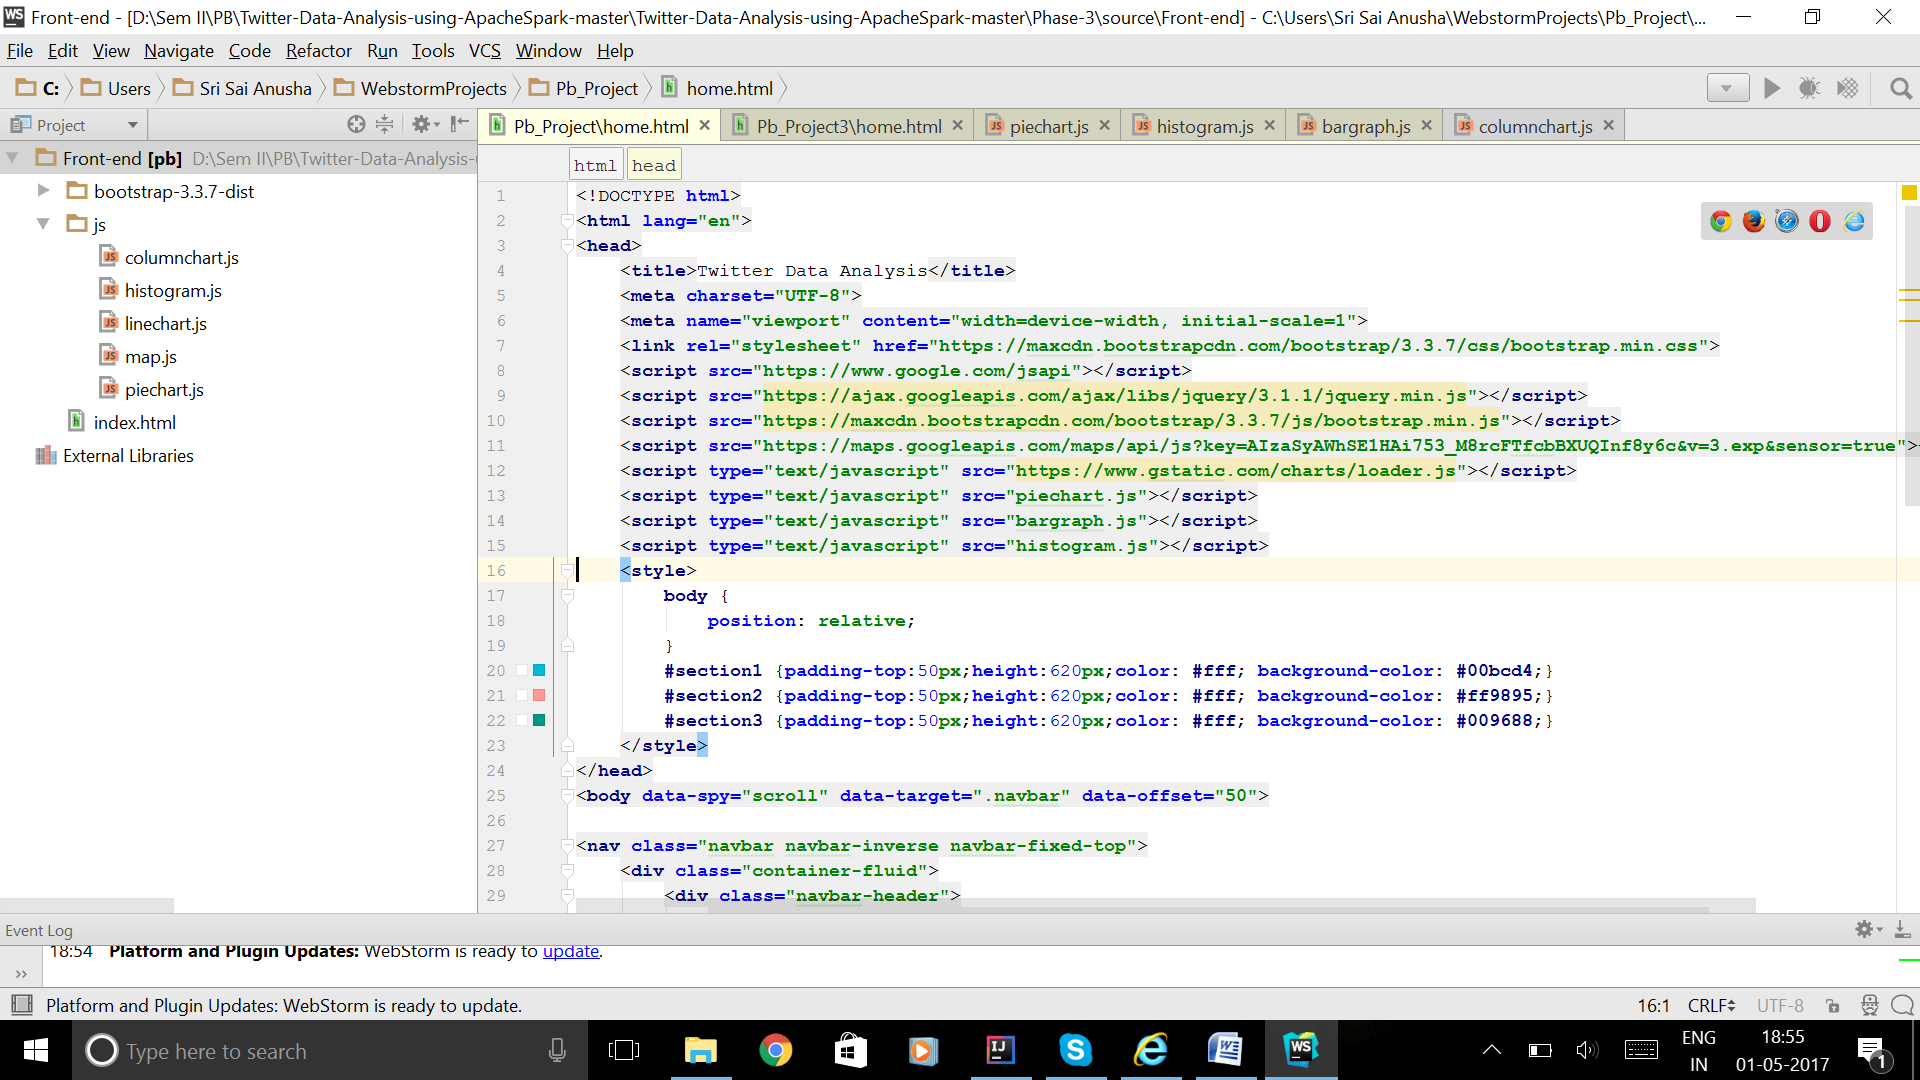 WS Front-end - [D:\Sem II\PB\Twitter-Data-Analysis-using-ApacheSpark-master\Twitter-Data-Analysis-using-ApacheSpark-master\Phase-3\source\Front-end] - C:\Users\Sri Sai Anusha\WebstormProjects\Pb_Project\...
File Edit View Navigate Code Refactor Run Tools VCS Window Help
C: Users Sri Sai Anusha WebstormProjects Pb_Project home.html
Project
Pb_Project\home.html Pb_Project3\home.html piechart.js histogram.js bargraph.js columnchart.js
Front-end [pb] D:\Sem II\PB\Twitter-Data-Analysis-
bootstrap-3.3.7-dist
js
columnchart.js
histogram.js
linechart.js
map.js
piechart.js
index.html
External Libraries
html head
1 <!DOCTYPE html>
2 <html lang="en">
3 <head>
4 <title>Twitter Data Analysis</title>
5 <meta charset="UTF-8">
6 <meta name="viewport" content="width=device-width, initial-scale=1">
7 <link rel="stylesheet" href="https://maxcdn.bootstrapcdn.com/bootstrap/3.3.7/css/bootstrap.min.css">
8 <script src="https://www.google.com/jsapi"></script>
9 <script src="https://ajax.googleapis.com/ajax/libs/jquery/3.1.1/jquery.min.js"></script>
10 <script src="https://maxcdn.bootstrapcdn.com/bootstrap/3.3.7/js/bootstrap.min.js"></script>
11 <script src="https://maps.googleapis.com/maps/api/js?key=AIzaSyAWhSE1HAi753_M8rcFTfcbBXUQInf8y6c&v=3.exp&sensor=true">
12 <script type="text/javascript" src="https://www.gstatic.com/charts/loader.js"></script>
13 <script type="text/javascript" src="piechart.js"></script>
14 <script type="text/javascript" src="bargraph.js"></script>
15 <script type="text/javascript" src="histogram.js"></script>
16 <style>
17 body {
18 position: relative;
19 }
20 #section1 {padding-top:50px;height:620px;color: #fff; background-color: #00bcd4;}
21 #section2 {padding-top:50px;height:620px;color: #fff; background-color: #ff9895;}
22 #section3 {padding-top:50px;height:620px;color: #fff; background-color: #009688;}
23 </style>
24 </head>
25 <body data-spy="scroll" data-target=".navbar" data-offset="50">
26
27 <nav class="navbar navbar-inverse navbar-fixed-top">
28 <div class="container-fluid">
29 <div class="navbar-header">
Event Log
18:54 Platform and Plugin Updates: WebStorm is ready to update.
Platform and Plugin Updates: WebStorm is ready to update.
16:1 CRLF UTF-8
Type here to search
IJ
WS
ENG
IN
18:55
01-05-2017
1